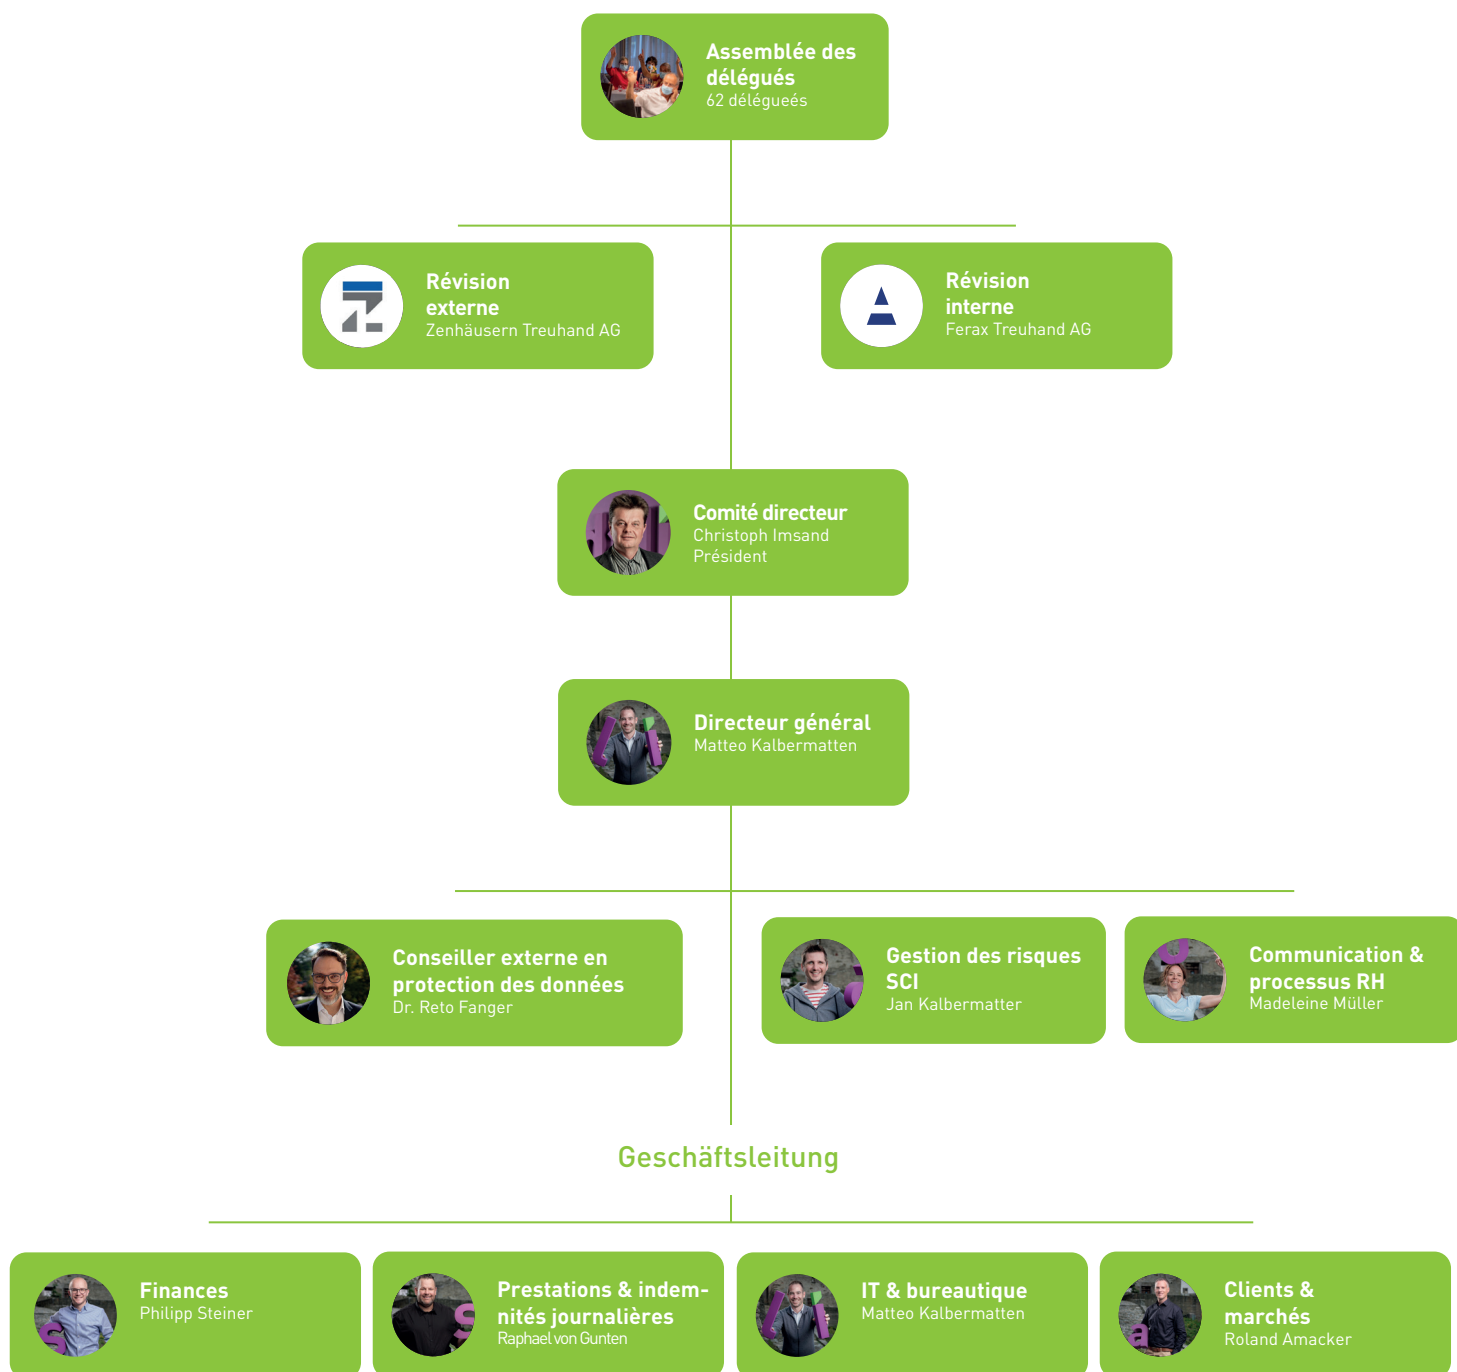 Assemblée des
délégués
62 délégueés
Révision
externe
Zenhäusern Treuhand AG
Révision
interne
Ferax Treuhand AG
Comité directeur
Christoph Imsand
Président
Directeur général
Matteo Kalbermatten
Conseiller externe en
protection des données
Dr. Reto Fanger
Gestion des risques
SCI
Jan Kalbermatter
Communication &
processus RH
Madeleine Müller
Geschäftsleitung
Finances
Philipp Steiner
Prestations & indem-
nités journalières
Raphael von Gunten
IT & bureautique
Matteo Kalbermatten
Clients &
marchés
Roland Amacker